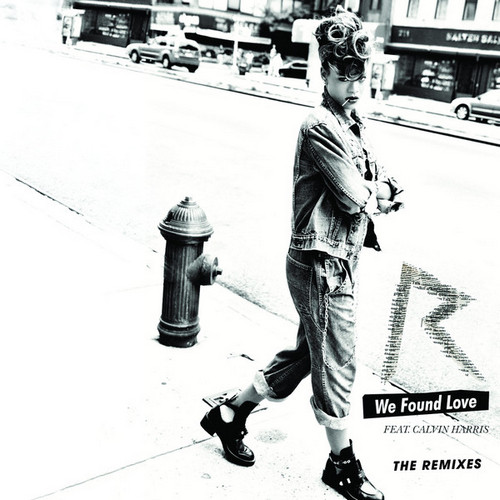 R
We Found Love
FEAT. CALVIN HARRIS
THE REMIXES